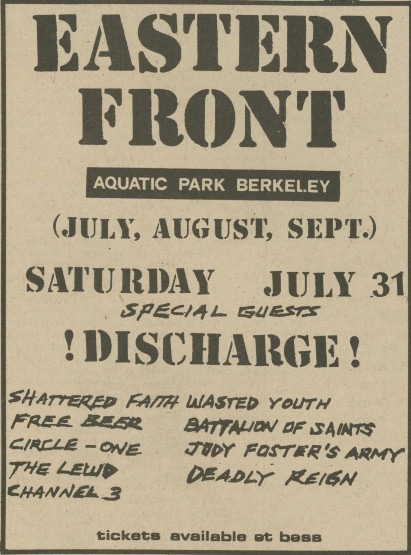 EASTERN
FRONT
AQUATIC PARK BERKELEY
(JULY, AUGUST, SEPT.)
SATURDAY JULY 31
SPECIAL GUESTS
!DISCHARGE!
SHATTERED FAITH WASTED YOUTH
FREE BEER BATTALION OF SAINTS
CIRCLE-ONE JODY FOSTER'S ARMY
THE LEWD DEADLY REIGN
CHANNEL 3
tickets available at bass